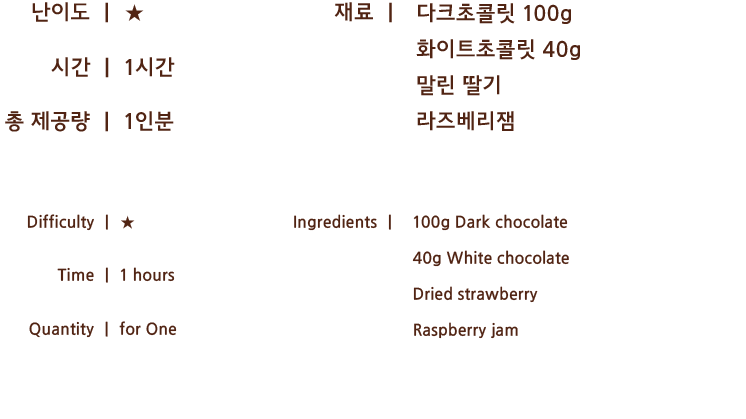 난이도 | ★
시간 | 1시간
총 제공량 | 1인분
재료 | 다크초콜릿 100g
화이트초콜릿 40g
말린 딸기
라즈베리잼
Difficulty | ★
Time | 1 hours
Quantity | for One
Ingredients | 100g Dark chocolate
40g White chocolate
Dried strawberry
Raspberry jam